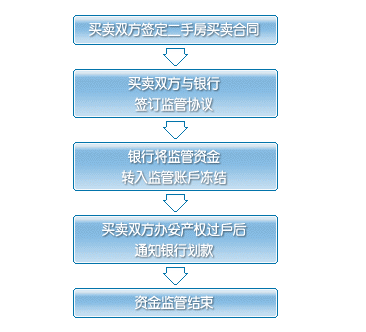 买卖双方签定二手房买卖合同
买卖双方与银行
签订监管协议
银行将监管资金
转入监管账戶冻结
买卖双方办妥产权过戶后
通知银行划款
资金监管结束